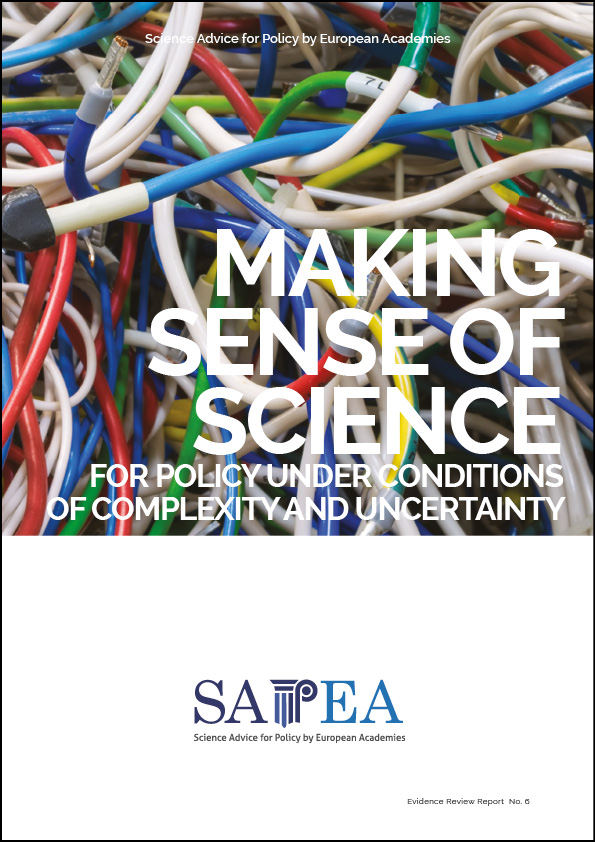 Science Advice for Policy by European Academies
7L
MAKING
SENSE OF
SCIENCE
FOR POLICY UNDER CONDITIONS
OF COMPLEXITY AND UNCERTAINTY
SAPEA
Science Advice for Policy by European Academies
Evidence Review Report No. 6